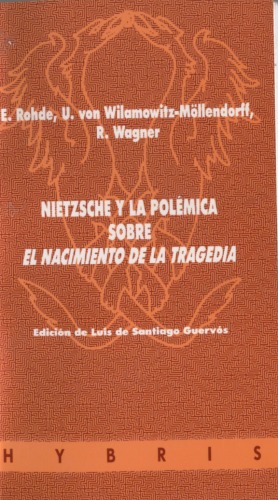 E. Rohde, U. von Wilamowitz-Möllendorff,
R. Wagner
NIETZSCHE Y LA POLÉMICA
SOBRE
EL NACIMIENTO DE LA TRAGEDIA
Edición de Luis de Santiago Guervós
HYBRIS